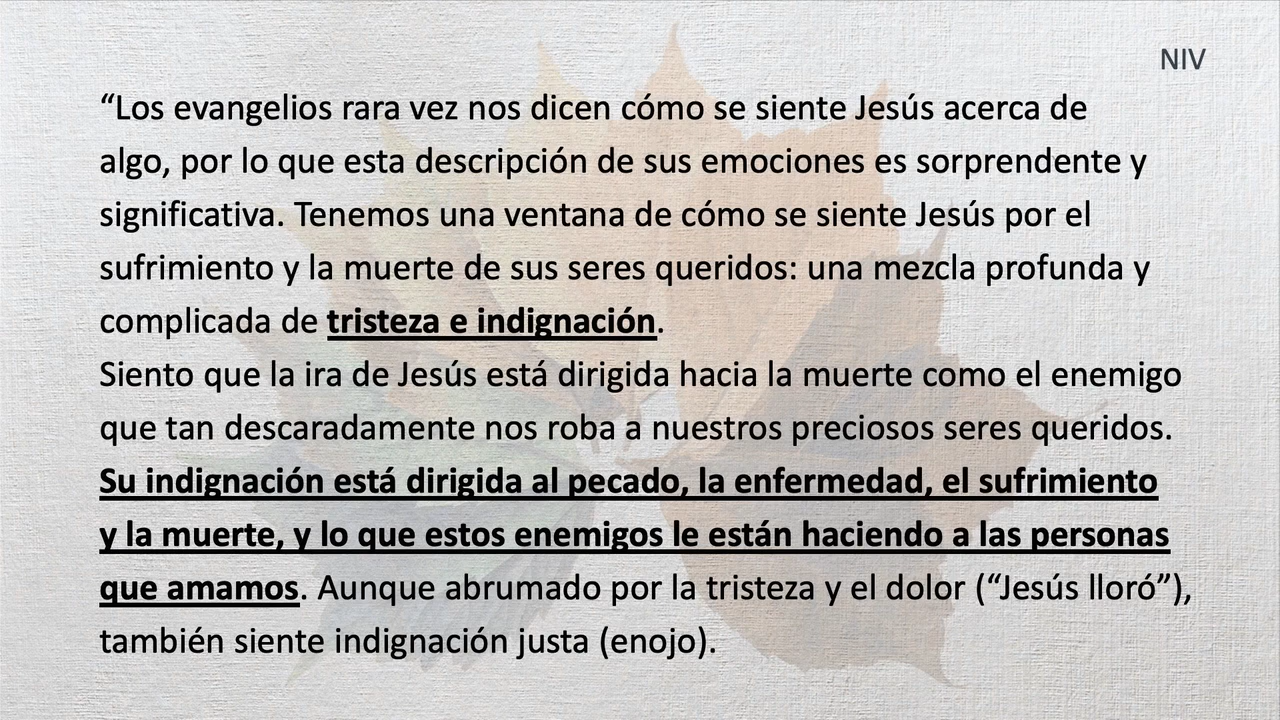 NIV
“Los evangelios rara vez nos dicen cómo se siente Jesús acerca de
algo, por lo que esta descripción de sus emociones es sorprendente y
significativa. Tenemos una ventana de cómo se siente Jesús por el
sufrimiento y la muerte de sus seres queridos: una mezcla profunda y
complicada de tristeza e indignación.
Siento que la ira de Jesús está dirigida hacia la muerte como el enemigo
que tan descaradamente nos roba a nuestros preciosos seres queridos.
Su indignación está dirigida al pecado, la enfermedad, el sufrimiento
y la muerte, y lo que estos enemigos le están haciendo a las personas
que amamos. Aunque abrumado por la tristeza y el dolor (“Jesús lloró”),
también siente indignación justa (enojo).